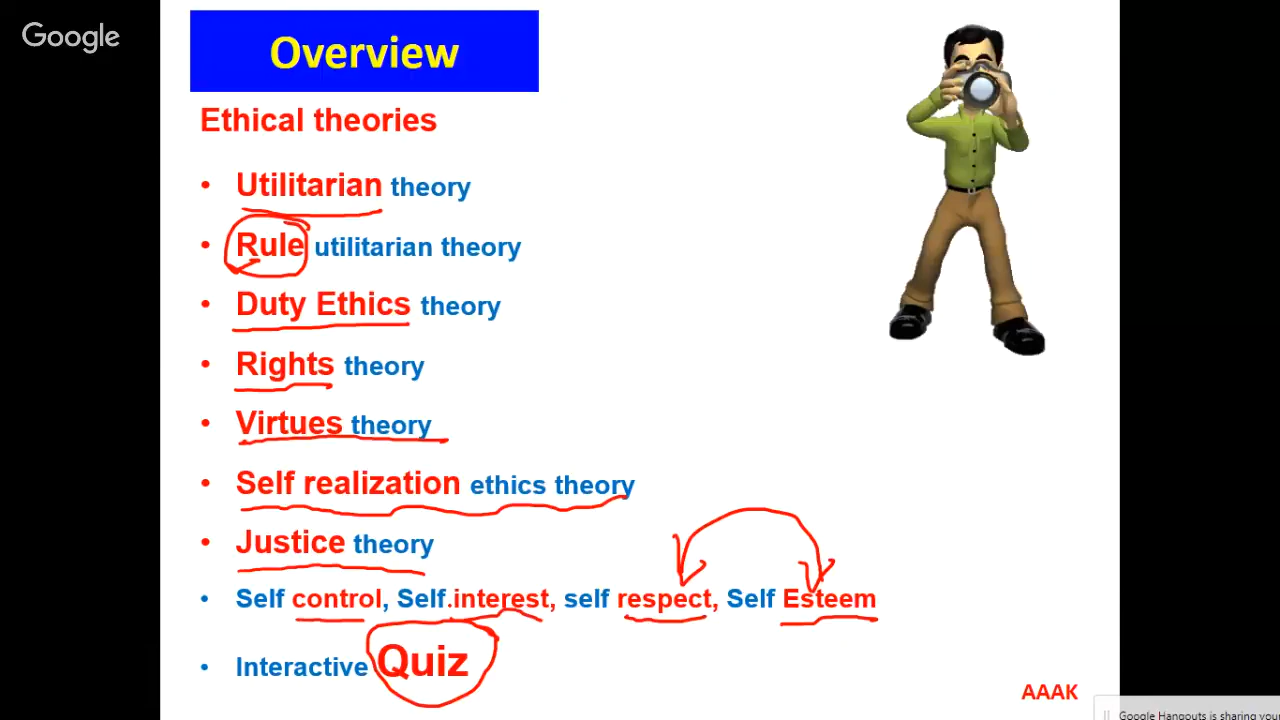 Google
Overview
Ethical theories
• Utilitarian theory
• Rule utilitarian theory
• Duty Ethics theory
• Rights theory
• Virtues theory
• Self realization ethics theory
• Justice theory
• Self control, Self.interest, self respect, Self Esteem
• Interactive Quiz
AAAK
Google Hangouts is sharing your